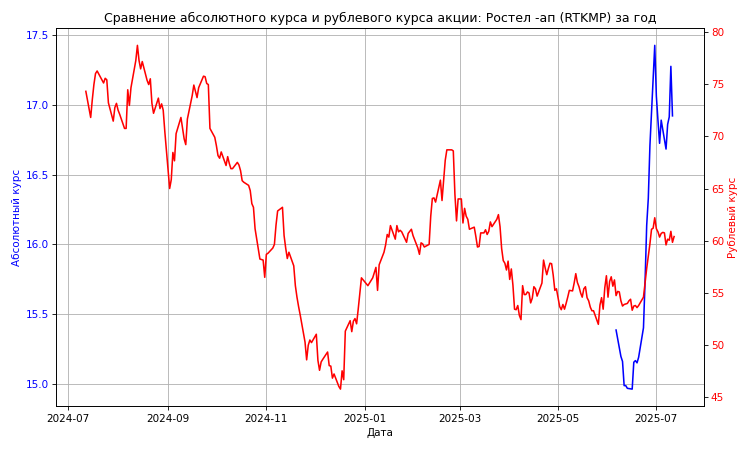 Сравнение абсолютного курса и рублевого курса акции: Ростел -ап (RTKMP) за год
17.5
17.0
16.5
16.0
15.5
15.0
Абсолютный курс
80
75
70
65
60
55
50
45
Рублевый курс
2024-07 2024-09 2024-11 2025-01 2025-03 2025-05 2025-07
Дата